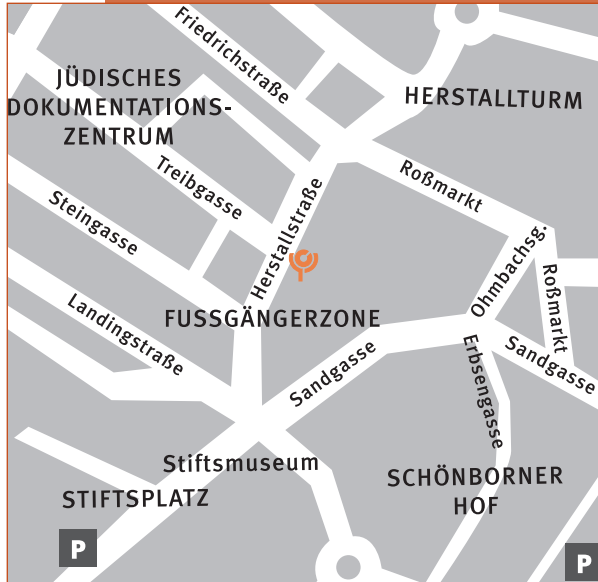 Friedrichstraße
JÜDISCHES
DOKUMENTATIONS-
ZENTRUM
HERSTALLTURM
Treibgasse
Roßmarkt
Steingasse
Herstallstraße
Ohmbachsg.
Roßmarkt
Landingstraße
FUSSGÄNGERZONE
Sandgasse
Erbsengasse
Sandgasse
Stiftsmuseum
SCHÖNBORNER
HOF
STIFTSPLATZ
P
P